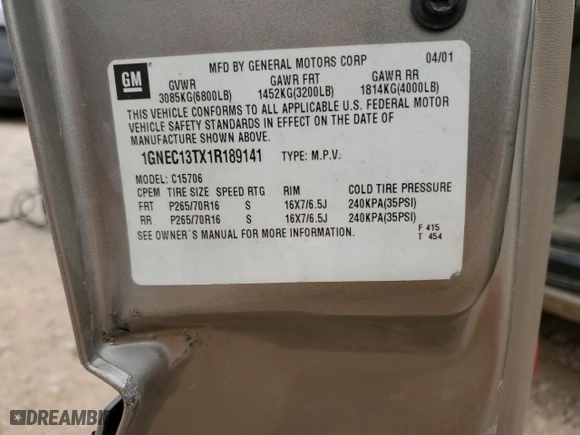 GM
MFD BY GENERAL MOTORS CORP 04/01
GVWR GAWR FRT GAWR RR
3085KG(6800LB) 1452KG(3200LB) 1814KG(4000LB)
THIS VEHICLE CONFORMS TO ALL APPLICABLE U.S. FEDERAL MOTOR
VEHICLE SAFETY STANDARDS IN EFFECT ON THE DATE OF
MANUFACTURE SHOWN ABOVE.
1GNEC13TX1R189141 TYPE: M.P.V.
MODEL: C15706
CPEM TIRE SIZE SPEED RTG RIM COLD TIRE PRESSURE
FRT P265/70R16 S 16X7/6.5J 240KPA(35PSI)
RR P265/70R16 S 16X7/6.5J 240KPA(35PSI)
SEE OWNER'S MANUAL FOR MORE INFORMATION.
F 415
T 454
DREAMBI